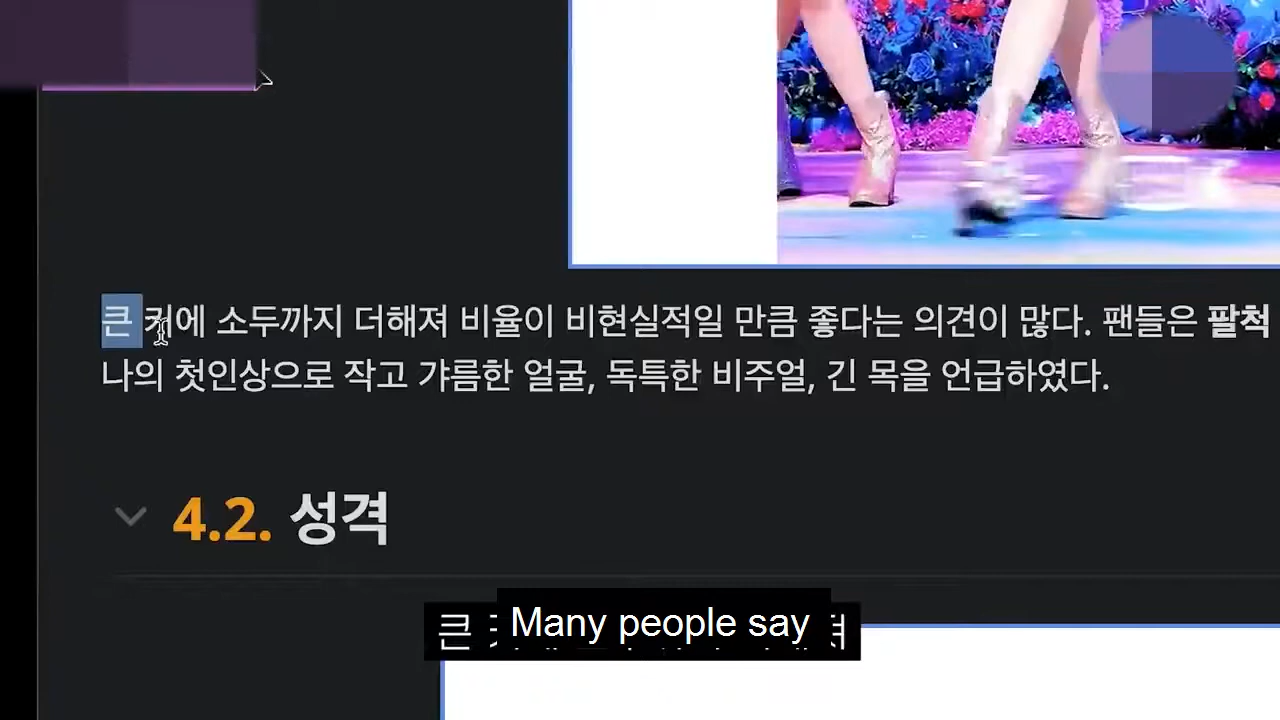 큰 키에 소두까지 더해져 비율이 비현실적일 만큼 좋다는 의견이 많다. 팬들은 팔척
나의 첫인상으로 작고 갸름한 얼굴, 독특한 비주얼, 긴 목을 언급하였다.
4.2. 성격
큰
Many people say